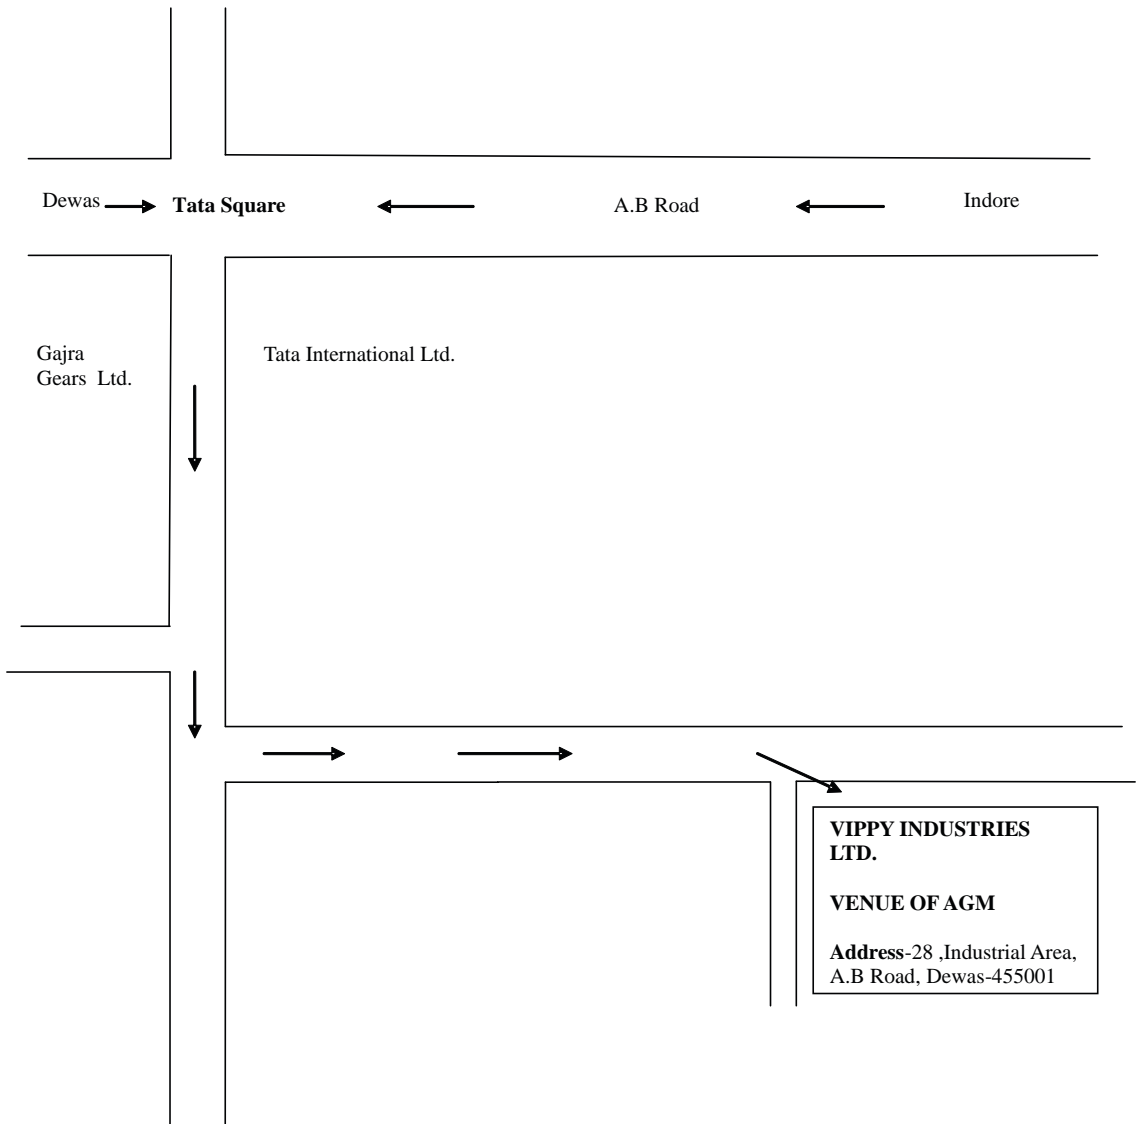 Dewas
Tata Square
A.B Road
Indore
Gajra
Gears Ltd.
Tata International Ltd.
VIPPY INDUSTRIES
LTD.
VENUE OF AGM
Address-28 ,Industrial Area,
A.B Road, Dewas-455001